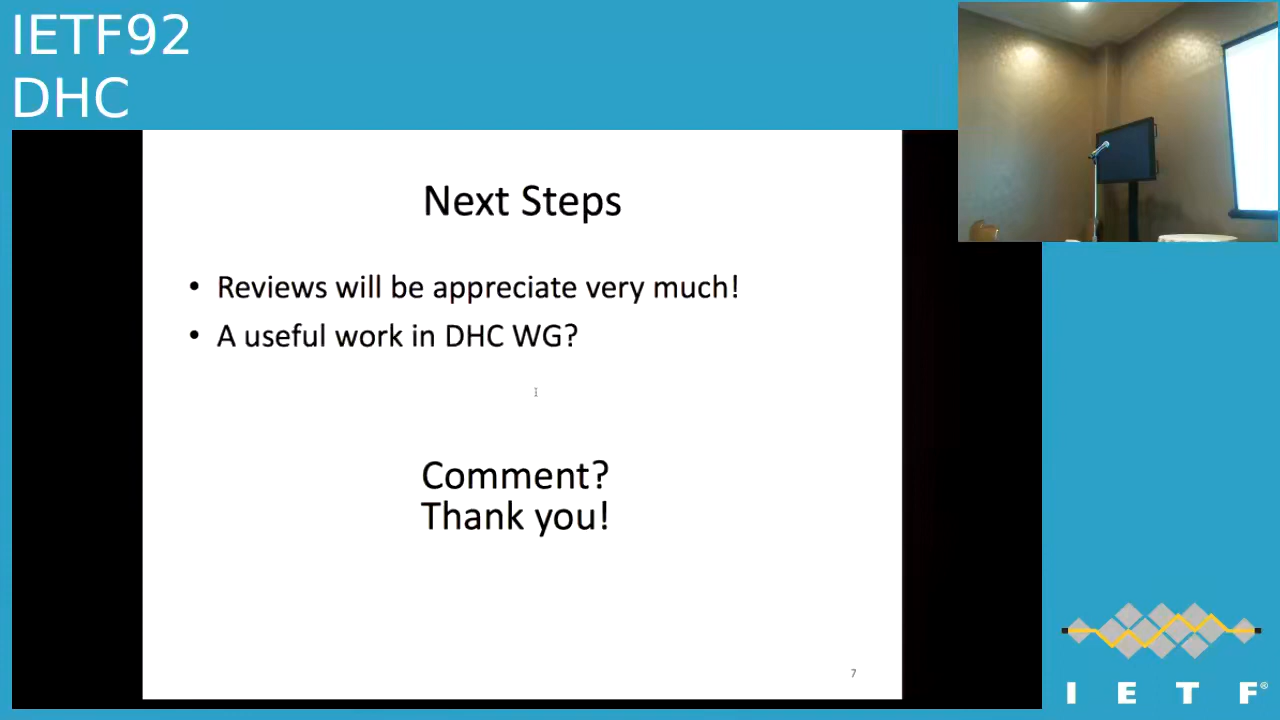 IETF92
DHC
Next Steps
• Reviews will be appreciate very much!
• A useful work in DHC WG?
Comment?
Thank you!
7
I E T F®